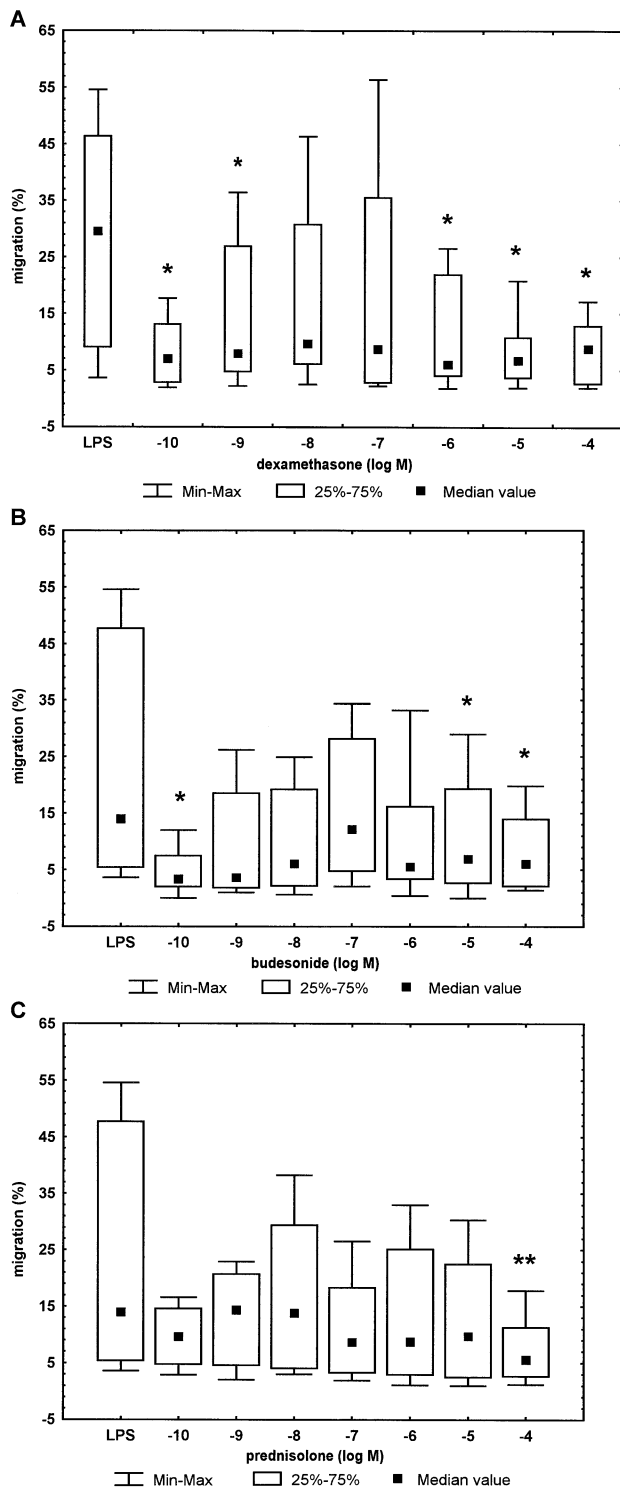 A
65
55
45
35
25
15
5
-5
migration (%)
*
*
*
*
*
LPS -10 -9 -8 -7 -6 -5 -4
dexamethasone (log M)
Min-Max 25%-75% Median value
B
65
55
45
35
25
15
5
-5
migration (%)
*
*
*
LPS -10 -9 -8 -7 -6 -5 -4
budesonide (log M)
Min-Max 25%-75% Median value
C
65
55
45
35
25
15
5
-5
migration (%)
**
LPS -10 -9 -8 -7 -6 -5 -4
prednisolone (log M)
Min-Max 25%-75% Median value